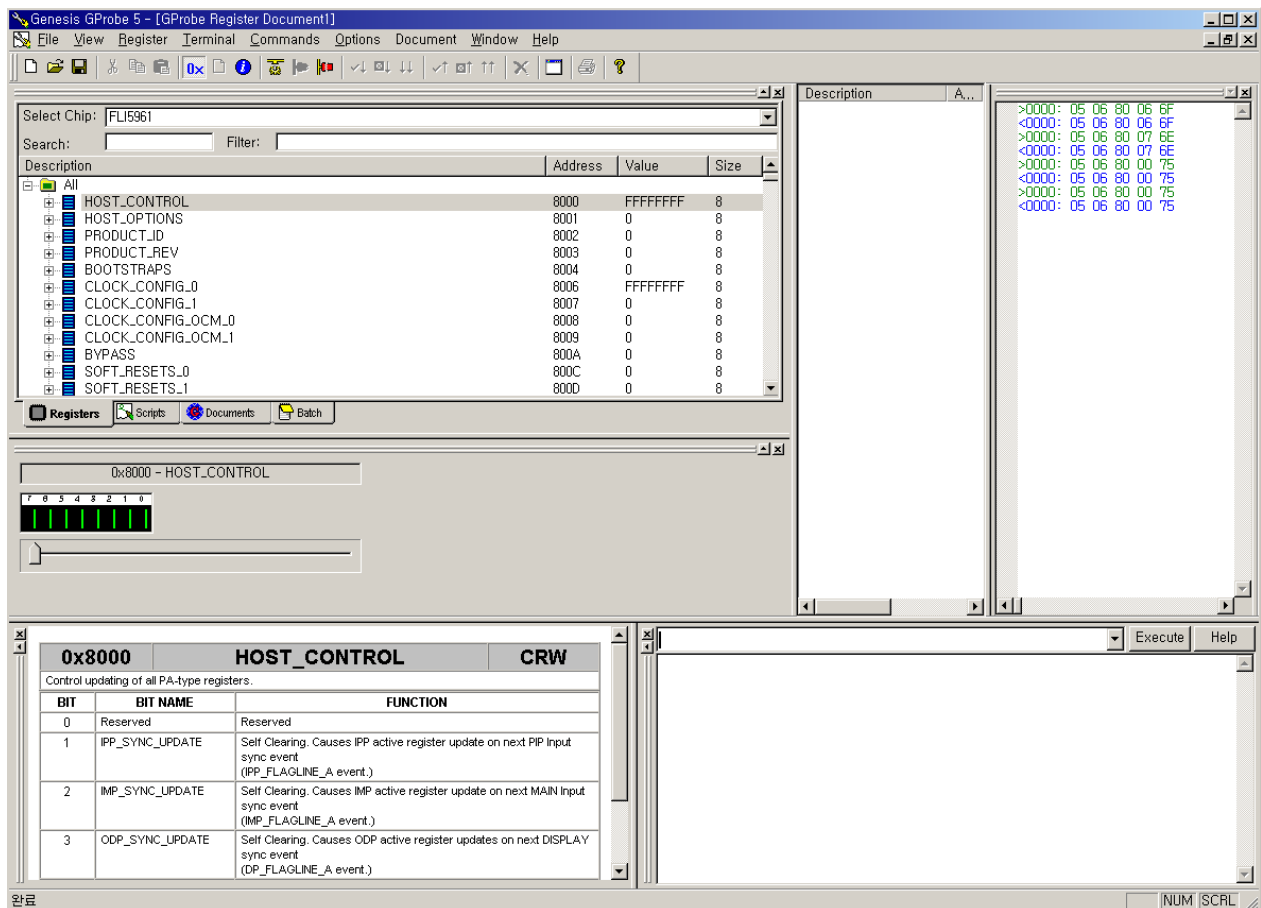 Genesis GProbe 5 - [GProbe Register Document1]
File View Register Terminal Commands Options Document Window Help
0x
Select Chip: FLI5961
Search: Filter:
Description Address Value Size
All
HOST_CONTROL 8000 FFFFFFFF 8
HOST_OPTIONS 8001 0 8
PRODUCT_ID 8002 0 8
PRODUCT_REV 8003 0 8
BOOTSTRAPS 8004 0 8
CLOCK_CONFIG_0 8006 FFFFFFFF 8
CLOCK_CONFIG_1 8007 0 8
CLOCK_CONFIG_OCM_0 8008 0 8
CLOCK_CONFIG_OCM_1 8009 0 8
BYPASS 800A 0 8
SOFT_RESETS_0 800C 0 8
SOFT_RESETS_1 800D 0 8
Registers Scripts Documents Batch
Description A...
>0000: 05 06 80 06 6F
<0000: 05 06 80 06 6F
>0000: 05 06 80 07 6E
<0000: 05 06 80 07 6E
>0000: 05 06 80 00 75
<0000: 05 06 80 00 75
>0000: 05 06 80 00 75
<0000: 05 06 80 00 75
0x8000 - HOST_CONTROL
7 6 5 4 3 2 1 0
0x8000 HOST_CONTROL CRW
Control updating of all PA-type registers.
BIT BIT NAME FUNCTION
0 Reserved Reserved
1 IPP_SYNC_UPDATE Self Clearing. Causes IPP active register update on next PIP Input
sync event
(IPP_FLAGLINE_A event.)
2 IMP_SYNC_UPDATE Self Clearing. Causes IMP active register update on next MAIN Input
sync event
(IMP_FLAGLINE_A event.)
3 ODP_SYNC_UPDATE Self Clearing. Causes ODP active register updates on next DISPLAY
sync event
(DP_FLAGLINE_A event.)
Execute Help
완료
NUM SCRL